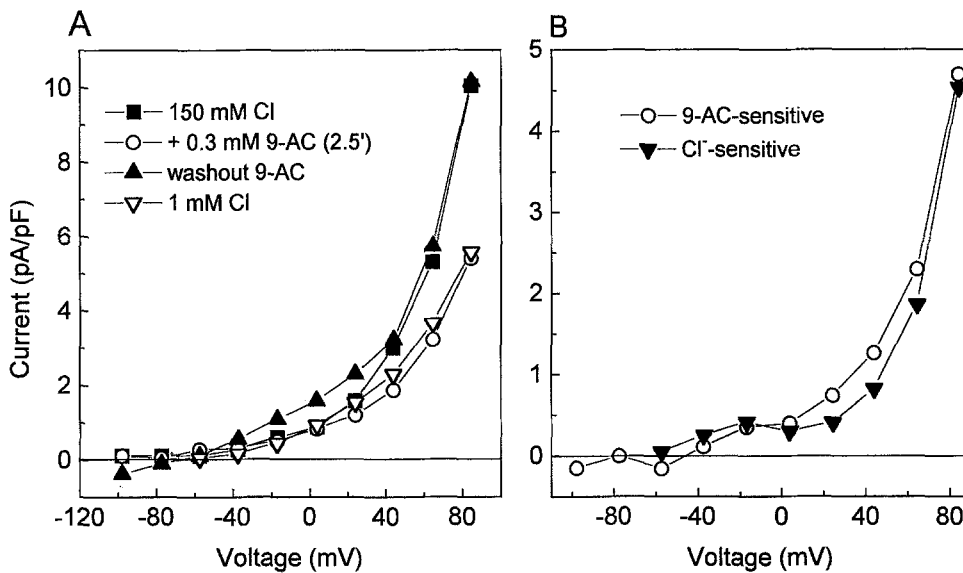 A
B
10
8
6
4
2
0
150 mM Cl
+ 0.3 mM 9-AC (2.5')
washout 9-AC
1 mM Cl
Current (pA/pF)
-120
-80
-40
0
40
80
Voltage (mV)
5
4
3
2
1
0
9-AC-sensitive
Cl⁻-sensitive
-80
-40
0
40
80
Voltage (mV)